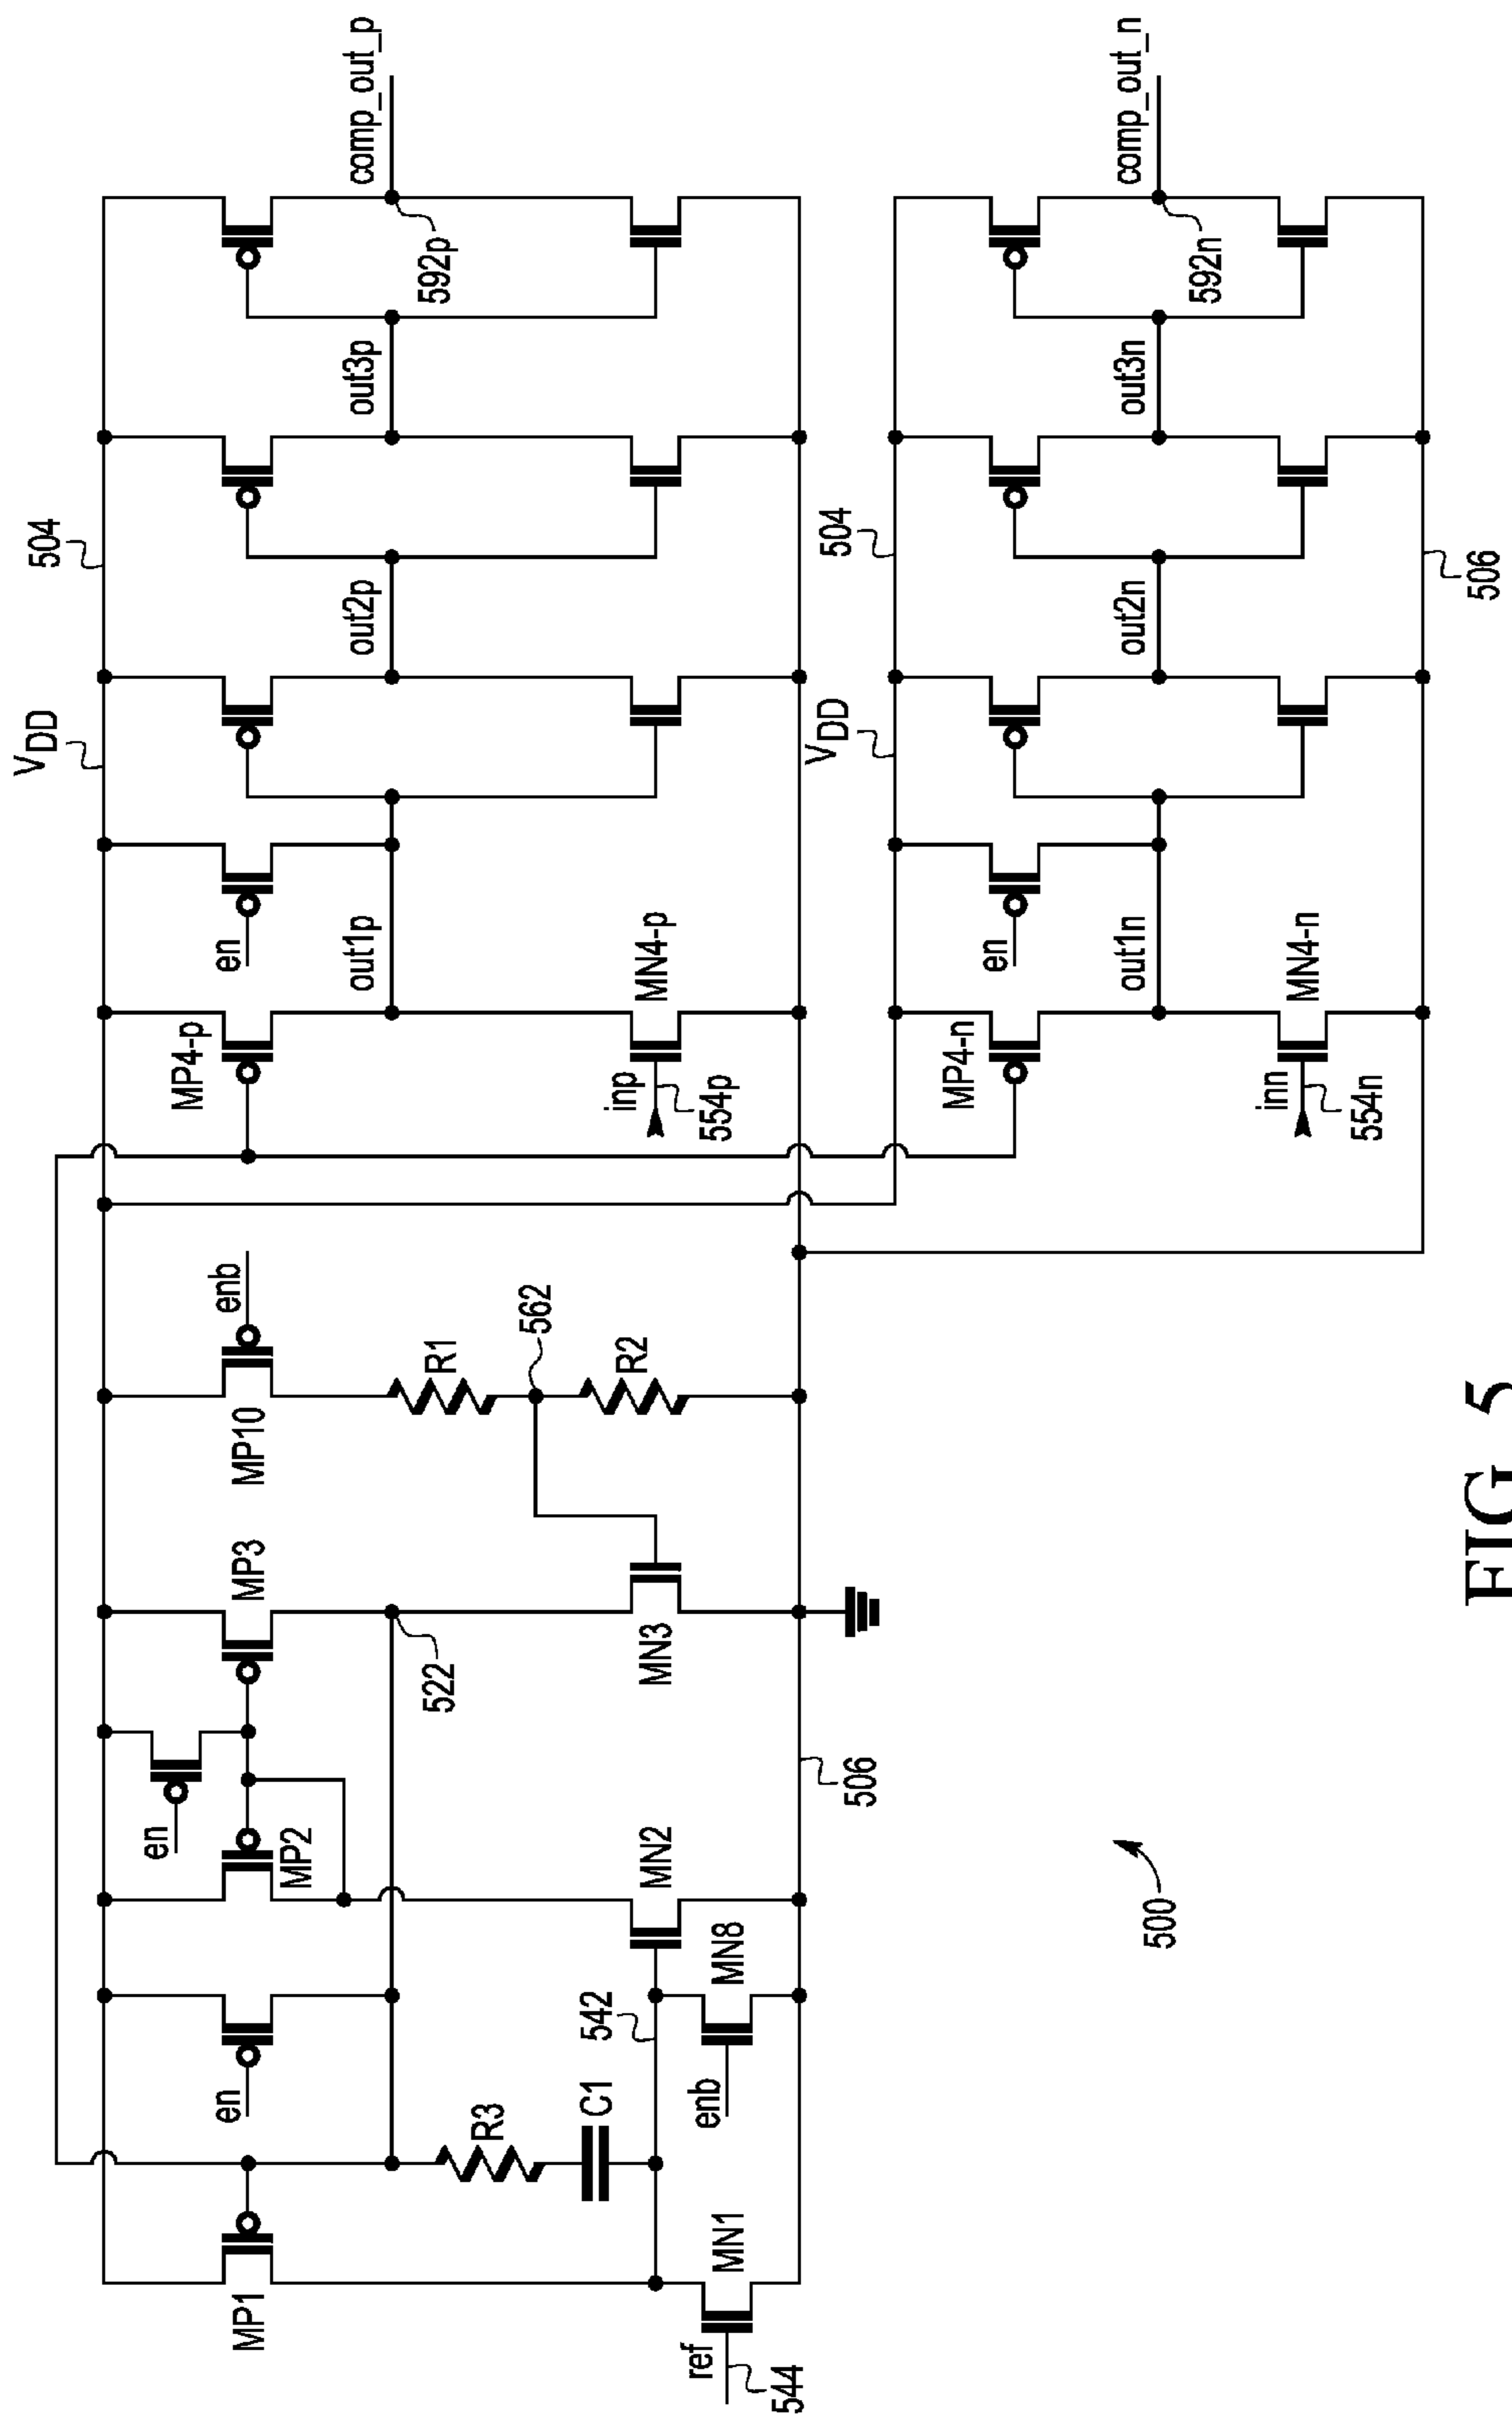 VDD
504
MP1
en
en
MP2
MP3
MP10
enb
MP4-p
en
out1p
out2p
out3p
comp_out_p
592p
R3
C1
542
522
R1
562
R2
inp
554p
MN4-p
ref
544
MN1
enb
MN8
MN2
MN3
506
VDD
504
MP4-n
en
out1n
out2n
out3n
comp_out_n
592n
inn
554n
MN4-n
506
500
FIG. 5